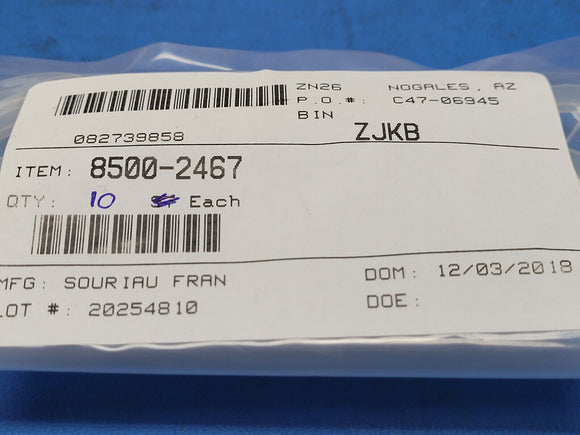 ZN26 NOGALES, AZ
P.O.#: C47-06945
BIN
082739858 ZJKB
ITEM: 8500-2467
QTY: 10 Each
MFG: SOURIAU FRAN DOM: 12/03/2018
LOT #: 20254810 DOE: